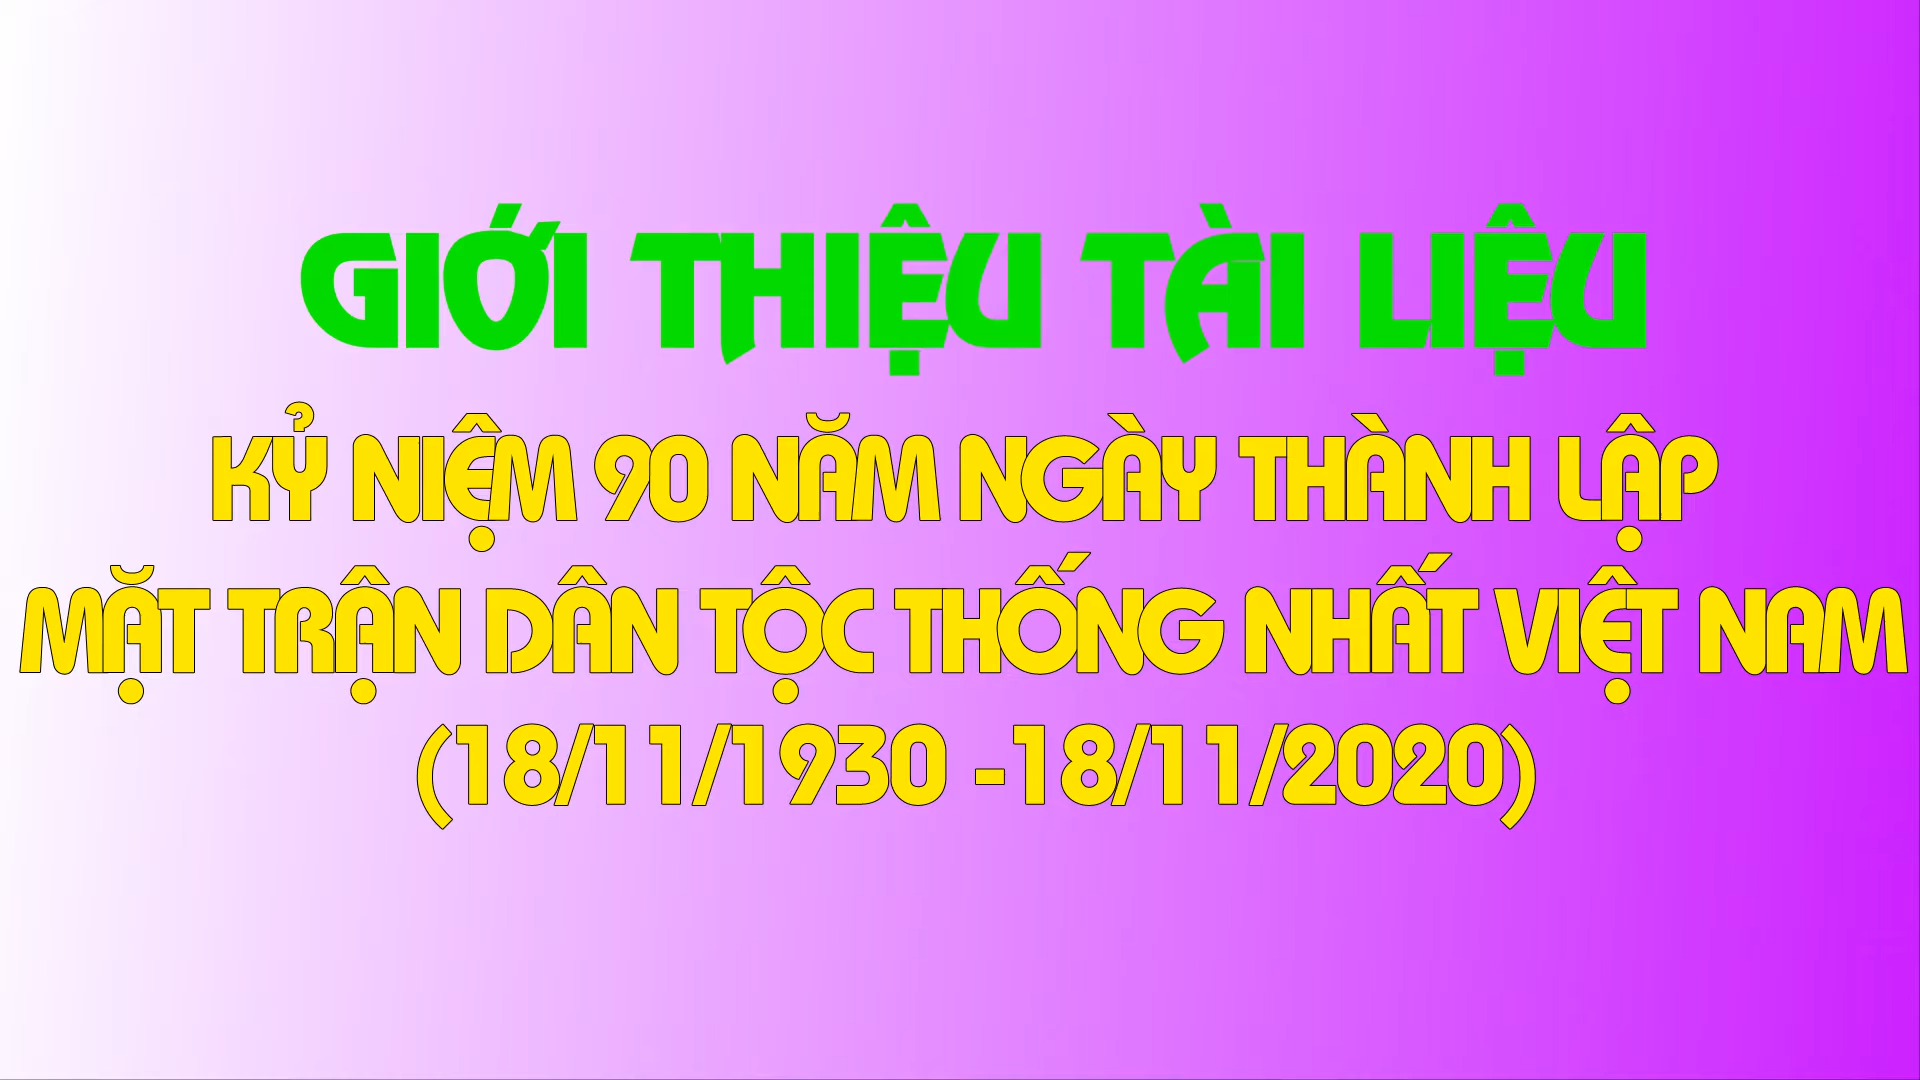 GIỚI THIỆU TÀI LIỆU
KỶ NIỆM 90 NĂM NGÀY THÀNH LẬP
MẶT TRẬN DÂN TỘC THỐNG NHẤT VIỆT NAM
(18/11/1930 -18/11/2020)